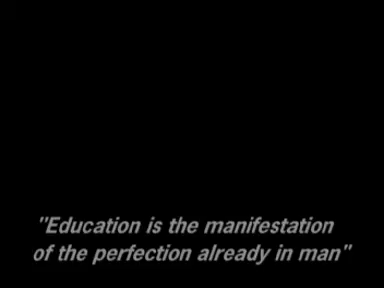 "Education is the manifestation
of the perfection already in man"